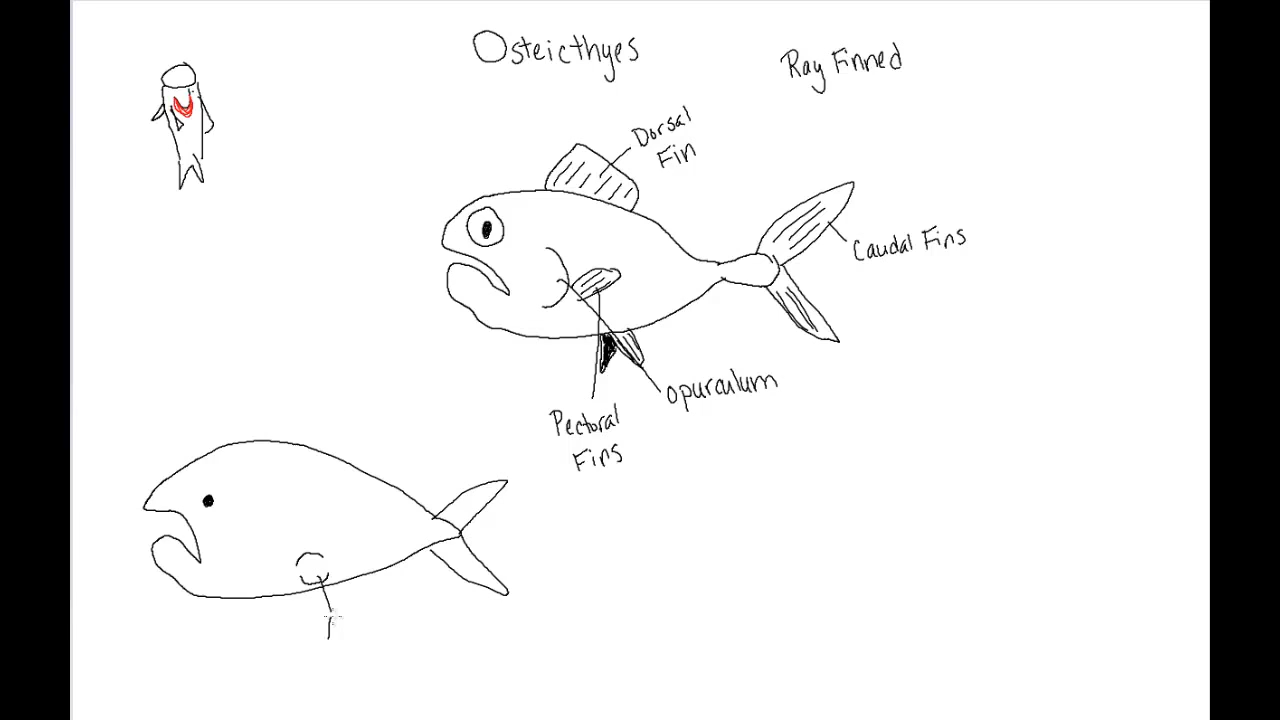 Osteicthyes
Ray Finned
Dorsal
Fin
Caudal Fins
Opurculum
Pectoral
Fins